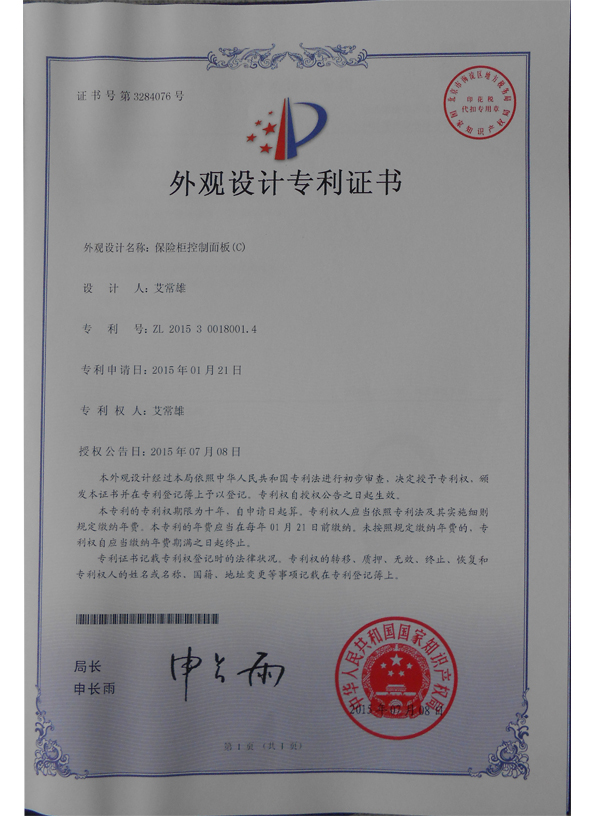 证书号第3284076号
北京市海淀区地方税务局
印花税
代扣专用章
国家知识产权局
外观设计专利证书
外观设计名称：保险柜控制面板(C)
设 计 人：艾常雄
专 利 号：ZL 2015 3 0018001.4
专利申请日：2015年01月21日
专 利 权 人：艾常雄
授权公告日：2015年07月08日
本外观设计经过本局依照中华人民共和国专利法进行初步审查，决定授予专利权，颁
发本证书并在专利登记簿上予以登记。专利权自授权公告之日起生效。
本专利的专利权期限为十年，自申请日起算。专利权人应当依照专利法及其实施细则
规定缴纳年费。本专利的年费应当在每年01月21日前缴纳。未按照规定缴纳年费的，专
利权自应当缴纳年费期满之日起终止。
专利证书记载专利权登记时的法律状况。专利权的转移、质押、无效、终止、恢复和
专利权人的姓名或名称、国籍、地址变更等事项记载在专利登记簿上。
局长
申长雨
申长雨
中华人民共和国国家知识产权局
2015年07月08日
第1页（共1页）